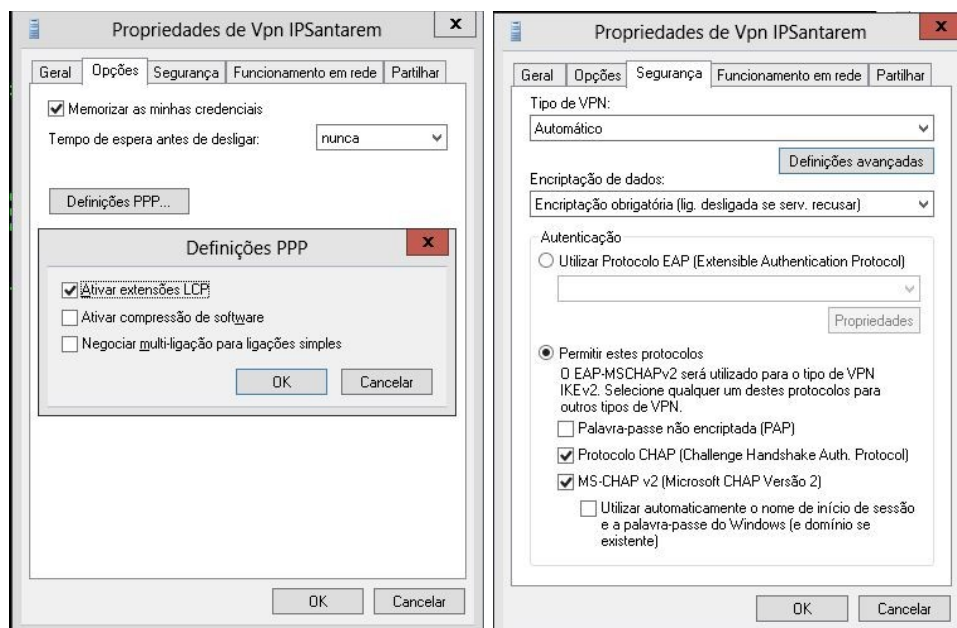 Propriedades de Vpn IPSantarem
x
Geral Opções Segurança Funcionamento em rede Partilhar
Memorizar as minhas credenciais
Tempo de espera antes de desligar: nunca
Definições PPP...
Definições PPP
x
Ativar extensões LCP
Ativar compressão de software
Negociar multi-ligação para ligações simples
OK Cancelar
OK Cancelar
Propriedades de Vpn IPSantarem
x
Geral Opções Segurança Funcionamento em rede Partilhar
Tipo de VPN:
Automático
Definições avançadas
Encriptação de dados:
Encriptação obrigatória (lig. desligada se serv. recusar)
Autenticação
Utilizar Protocolo EAP (Extensible Authentication Protocol)
Propriedades
Permitir estes protocolos
O EAP-MSCHAPv2 será utilizado para o tipo de VPN
IKEv2. Selecione qualquer um destes protocolos para
outros tipos de VPN.
Palavra-passe não encriptada (PAP)
Protocolo CHAP (Challenge Handshake Auth. Protocol)
MS-CHAP v2 (Microsoft CHAP Versão 2)
Utilizar automaticamente o nome de início de sessão
e a palavra-passe do Windows (e domínio se
existente)
OK Cancelar